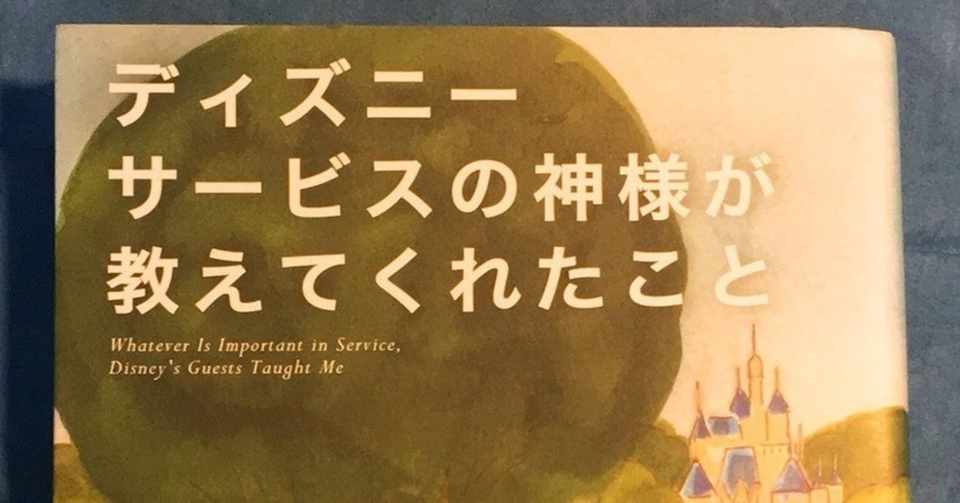 ディズニー
サービスの神様が
教えてくれたこと
Whatever Is Important in Service,
Disney's Guests Taught Me